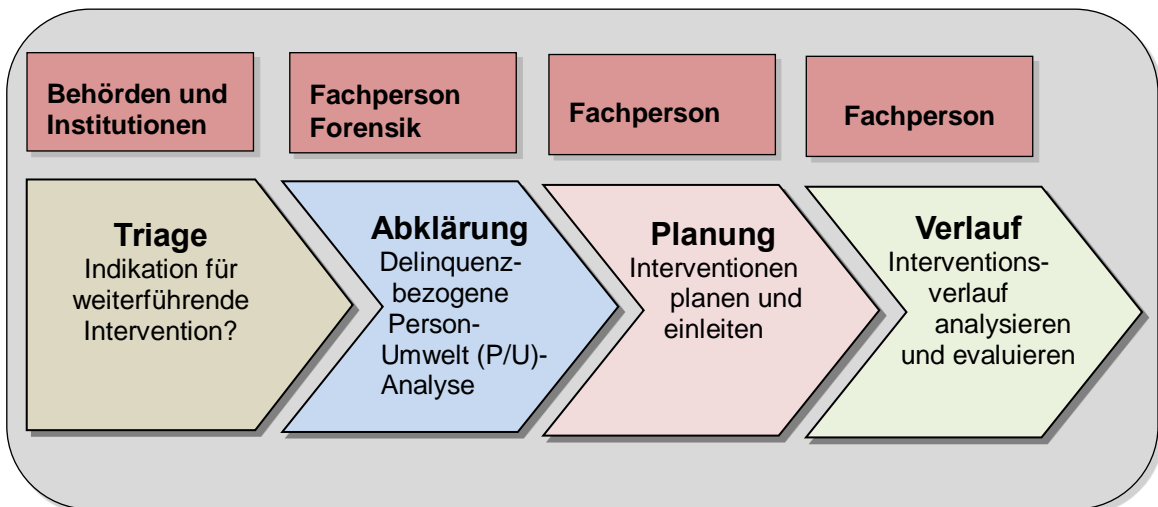 Behörden und
Institutionen
Fachperson
Forensik
Fachperson
Fachperson
Triage
Indikation für
weiterführende
Intervention?
Abklärung
Delinquenz-
bezogene
Person-
Umwelt (P/U)-
Analyse
Planung
Interventionen
planen und
einleiten
Verlauf
Interventions-
verlauf
analysieren
und evaluieren